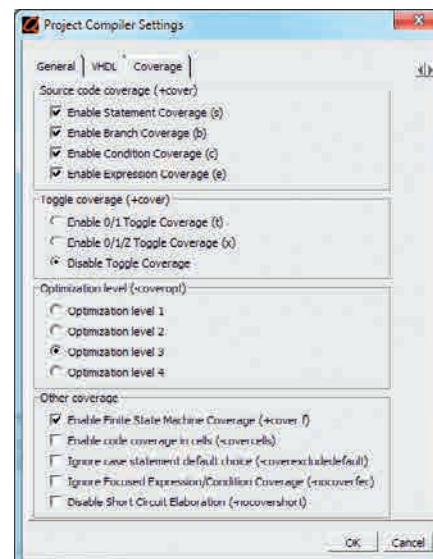 Project Compiler Settings
General VHDL Coverage
Source code coverage (+cover)
Enable Statement Coverage (s)
Enable Branch Coverage (b)
Enable Condition Coverage (c)
Enable Expression Coverage (e)
Toggle coverage (+cover)
Enable 0/1 Toggle Coverage (t)
Enable 0/1/Z Toggle Coverage (x)
Disable Toggle Coverage
Optimization level (-coveropt)
Optimization level 1
Optimization level 2
Optimization level 3
Optimization level 4
Other coverage
Enable Finite State Machine Coverage (+cover f)
Enable code coverage in cells (-covercells)
Ignore case statement default choice (-coverexcludedefault)
Ignore Focused Expression/Condition Coverage (-nocoverfec)
Disable Short Circuit Elaboration (-nocovershort)
OK Cancel